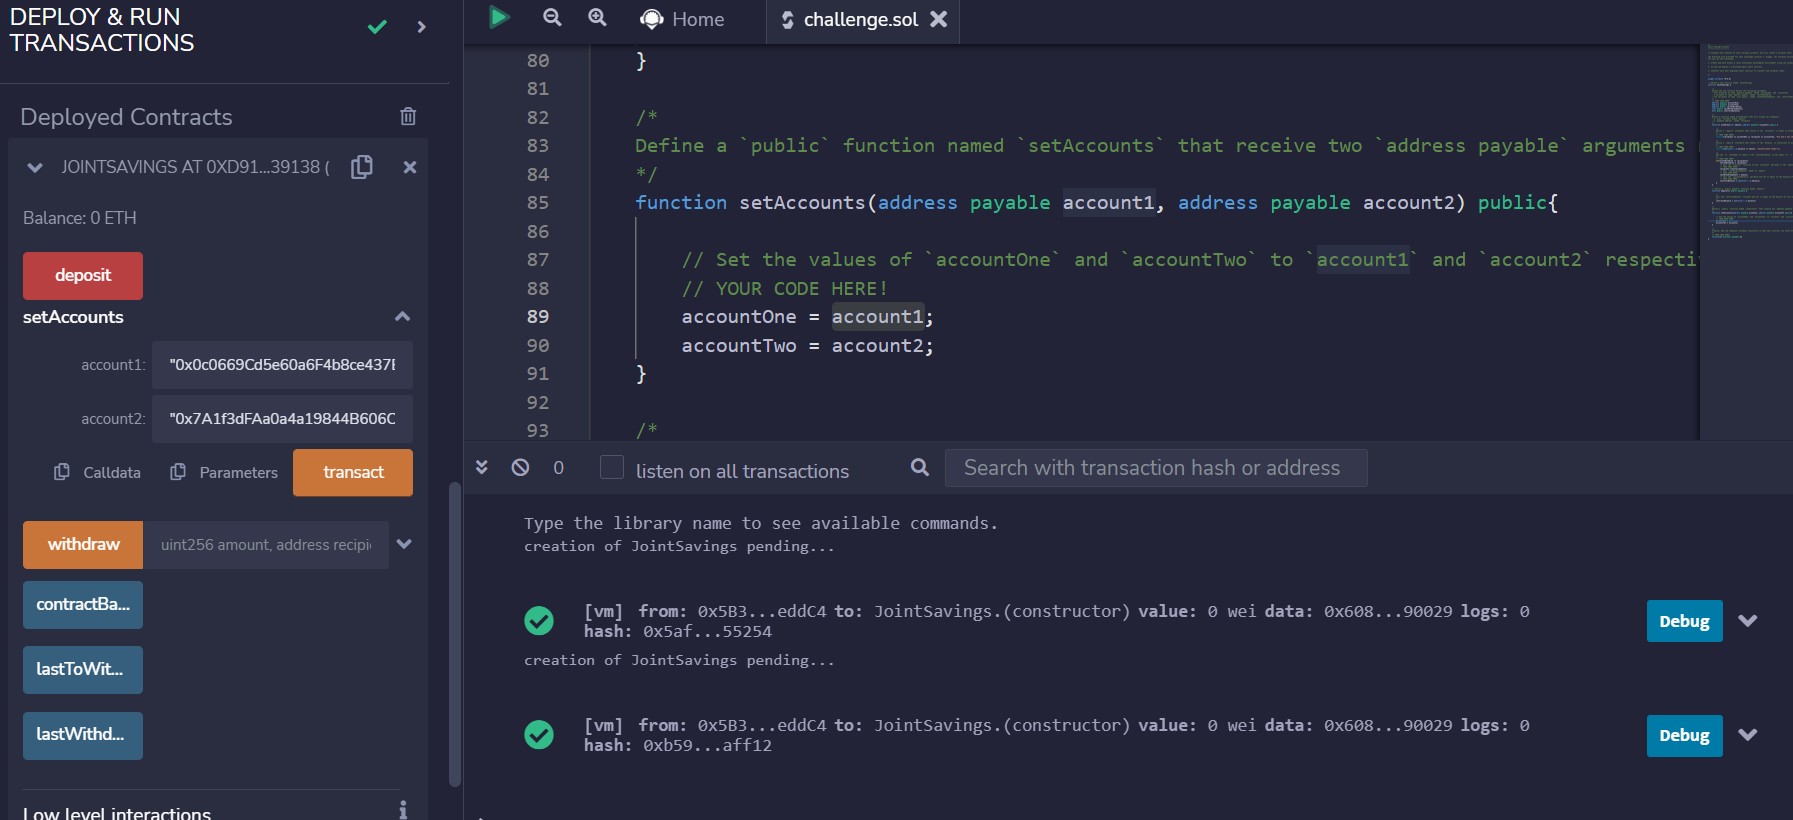 DEPLOY & RUN
TRANSACTIONS
Deployed Contracts
JOINTSAVINGS AT 0XD91...39138 (
Balance: 0 ETH
deposit
setAccounts
account1: "0x0c0669Cd5e60a6F4b8ce437E
account2: "0x7A1f3dFAa0a4a19844B606C
Calldata Parameters transact
withdraw uint256 amount, address recipi
contractBa...
lastToWit...
lastWithd...
Low level interactions
Home challenge.sol
80 }
81
82 /*
83 Define a `public` function named `setAccounts` that receive two `address payable` arguments
84 */
85 function setAccounts(address payable account1, address payable account2) public{
86
87 // Set the values of `accountOne` and `accountTwo` to `account1` and `account2` respecti
88 // YOUR CODE HERE!
89 accountOne = account1;
90 accountTwo = account2;
91 }
92
93 /*
0 listen on all transactions Search with transaction hash or address
Type the library name to see available commands.
creation of JointSavings pending...
[vm] from: 0x5B3...eddC4 to: JointSavings.(constructor) value: 0 wei data: 0x608...90029 logs: 0
hash: 0x5af...55254
Debug
creation of JointSavings pending...
[vm] from: 0x5B3...eddC4 to: JointSavings.(constructor) value: 0 wei data: 0x608...90029 logs: 0
hash: 0xb59...aff12
Debug